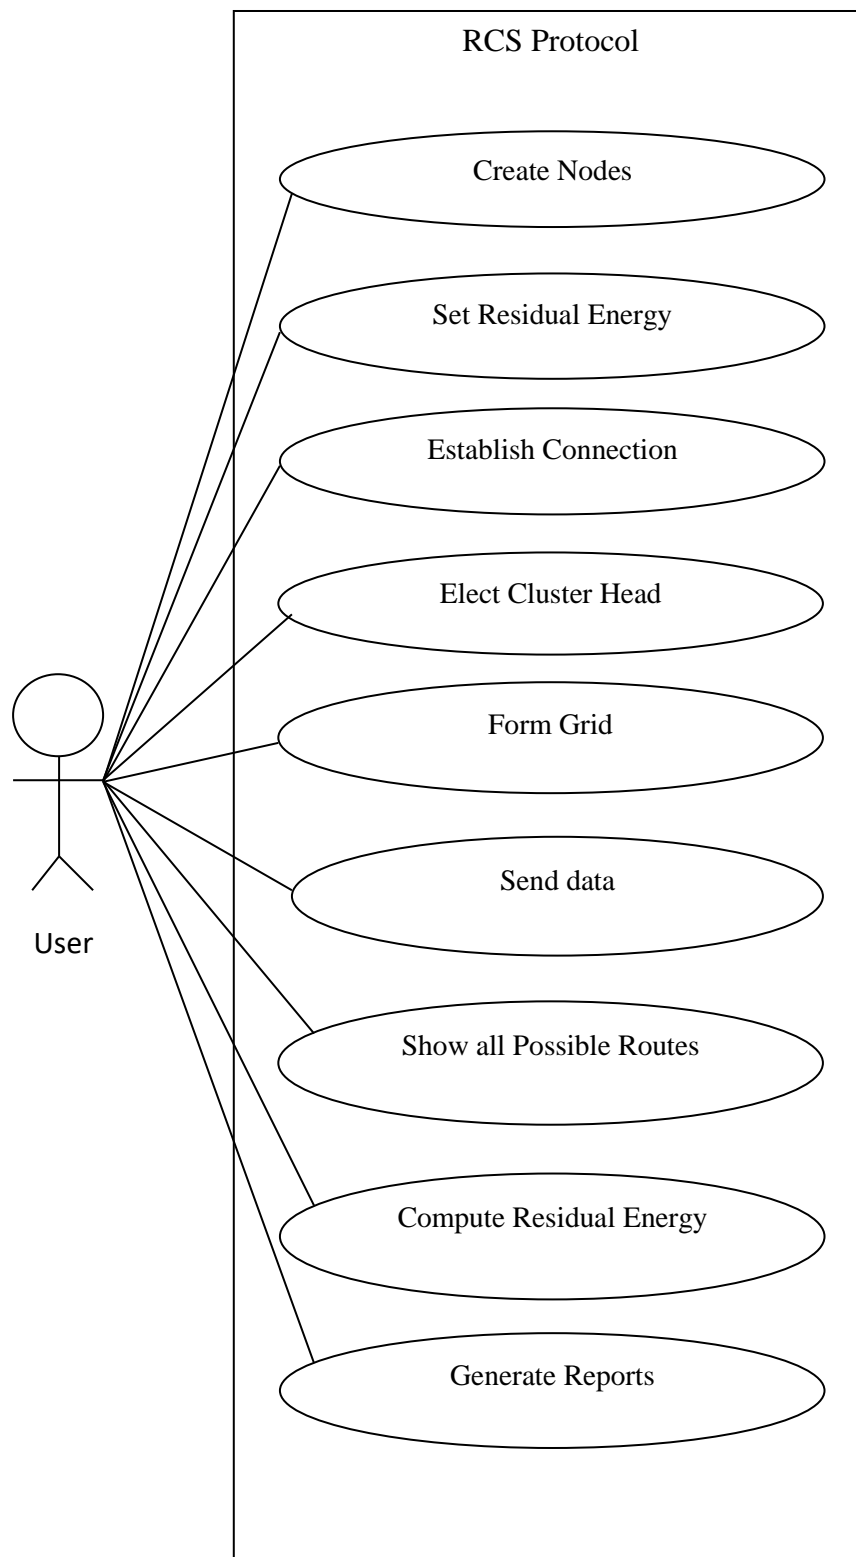 RCS Protocol
Create Nodes
Set Residual Energy
Establish Connection
Elect Cluster Head
Form Grid
Send data
User
Show all Possible Routes
Compute Residual Energy
Generate Reports